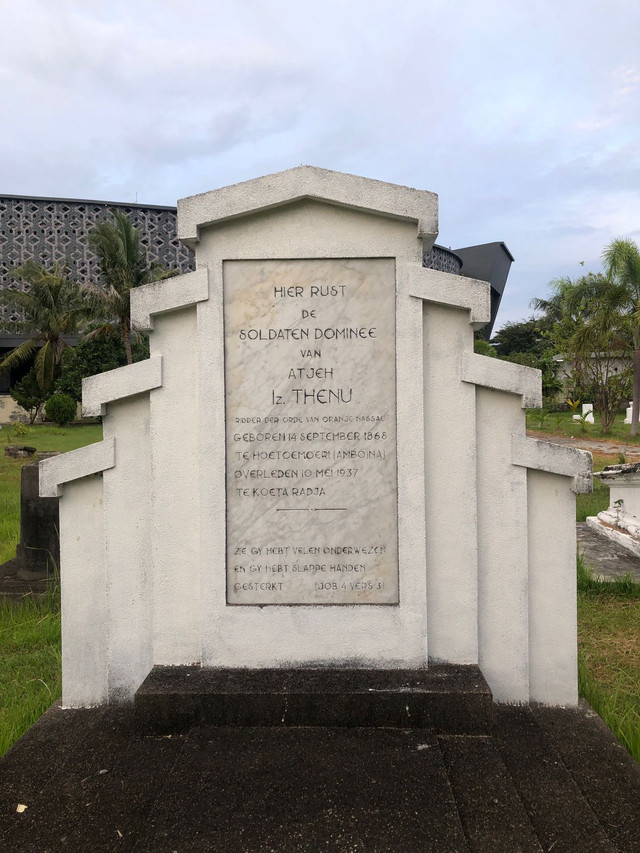 HIER RUST
DE
SOLDATEN DOMINEE
VAN
ATJEH
Iz. THENU
RIDDER DER ORDE VAN ORANJE NASSAU
GEBOREN 14 SEPTEMBER 1868
TE HOETOEMOERI (AMBOINA)
OVERLEDEN 10 MEI 1937
TE KOETA RADJA
ZE GY HEBT VELEN ONDERWEZEN
EN GY HEBT SLAPPE HANDEN
GESTERKT (JOB 4 VERS 3)